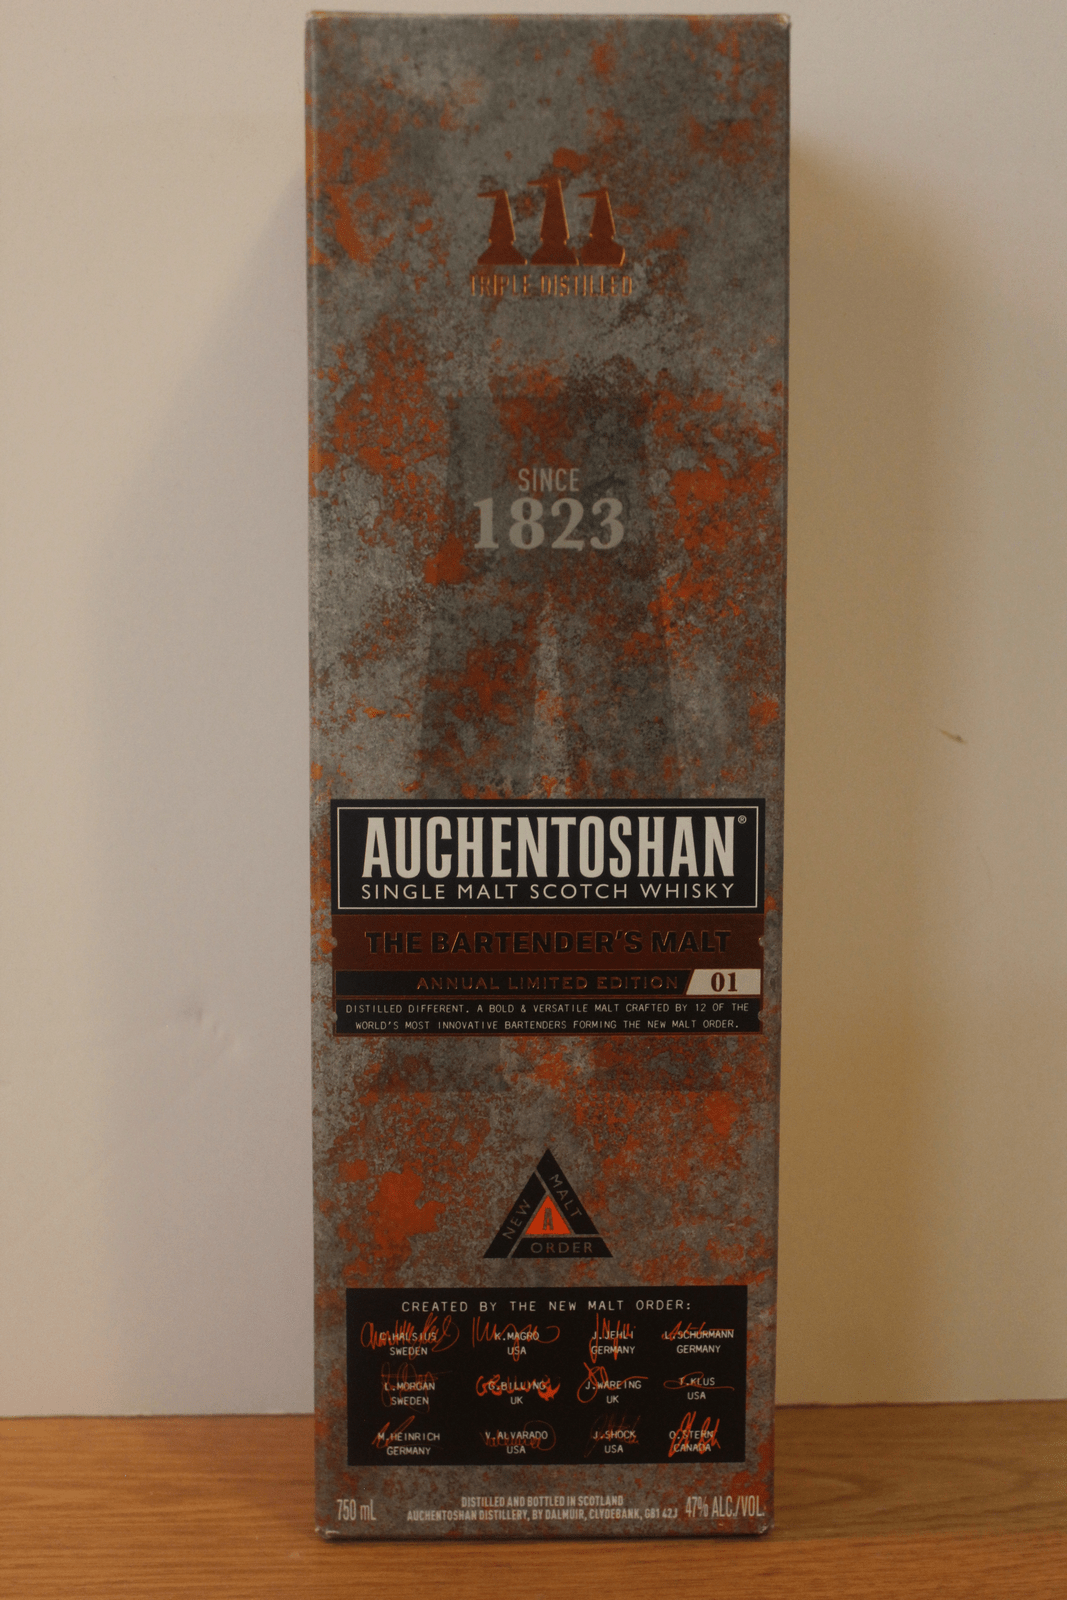 TRIPLE DISTILLED
SINCE
1823
AUCHENTOSHAN®
SINGLE MALT SCOTCH WHISKY
THE BARTENDER'S MALT
ANNUAL LIMITED EDITION 01
DISTILLED DIFFERENT. A BOLD & VERSATILE MALT CRAFTED BY 12 OF THE
WORLD'S MOST INNOVATIVE BARTENDERS FORMING THE NEW MALT ORDER.
NEW MALT ORDER
A
CREATED BY THE NEW MALT ORDER:
C.HAUSIUS K.MAGRO J.JEHLI L.SCHURMANN
SWEDEN USA GERMANY GERMANY
L.MORGAN G.BILLING J.WAREING T.KLUS
SWEDEN UK UK USA
M.HEINRICH V.ALVARADO J.SHOCK O.STERN
GERMANY USA USA CANADA
750 mL DISTILLED AND BOTTLED IN SCOTLAND 47% ALC./VOL.
AUCHENTOSHAN DISTILLERY, BY DALMUIR, CLYDEBANK, G81 4SJ